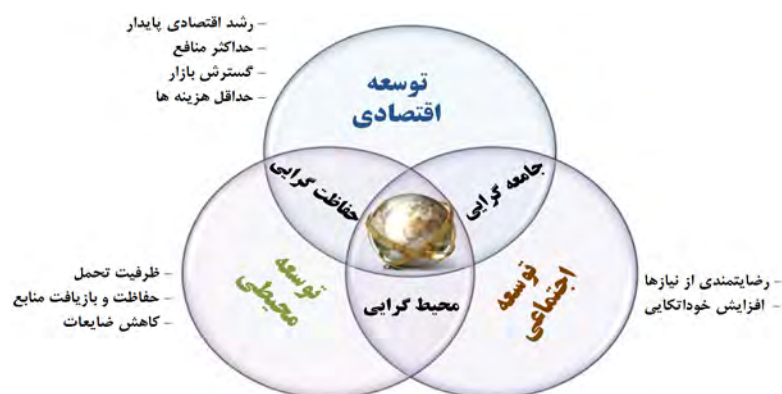 رشد اقتصادی پایدار –
حداکثر منافع –
گسترش بازار –
حداقل هزینه ها –
توسعه
اقتصادی
حفاظت گرایی
جامعه گرایی
توسعه
محیطی
محیط گرایی
توسعه
اجتماعی
ظرفیت تحمل –
حفاظت و بازیافت منابع –
کاهش ضایعات –
رضایتمندی از نیازها –
افزایش خوداتکایی –